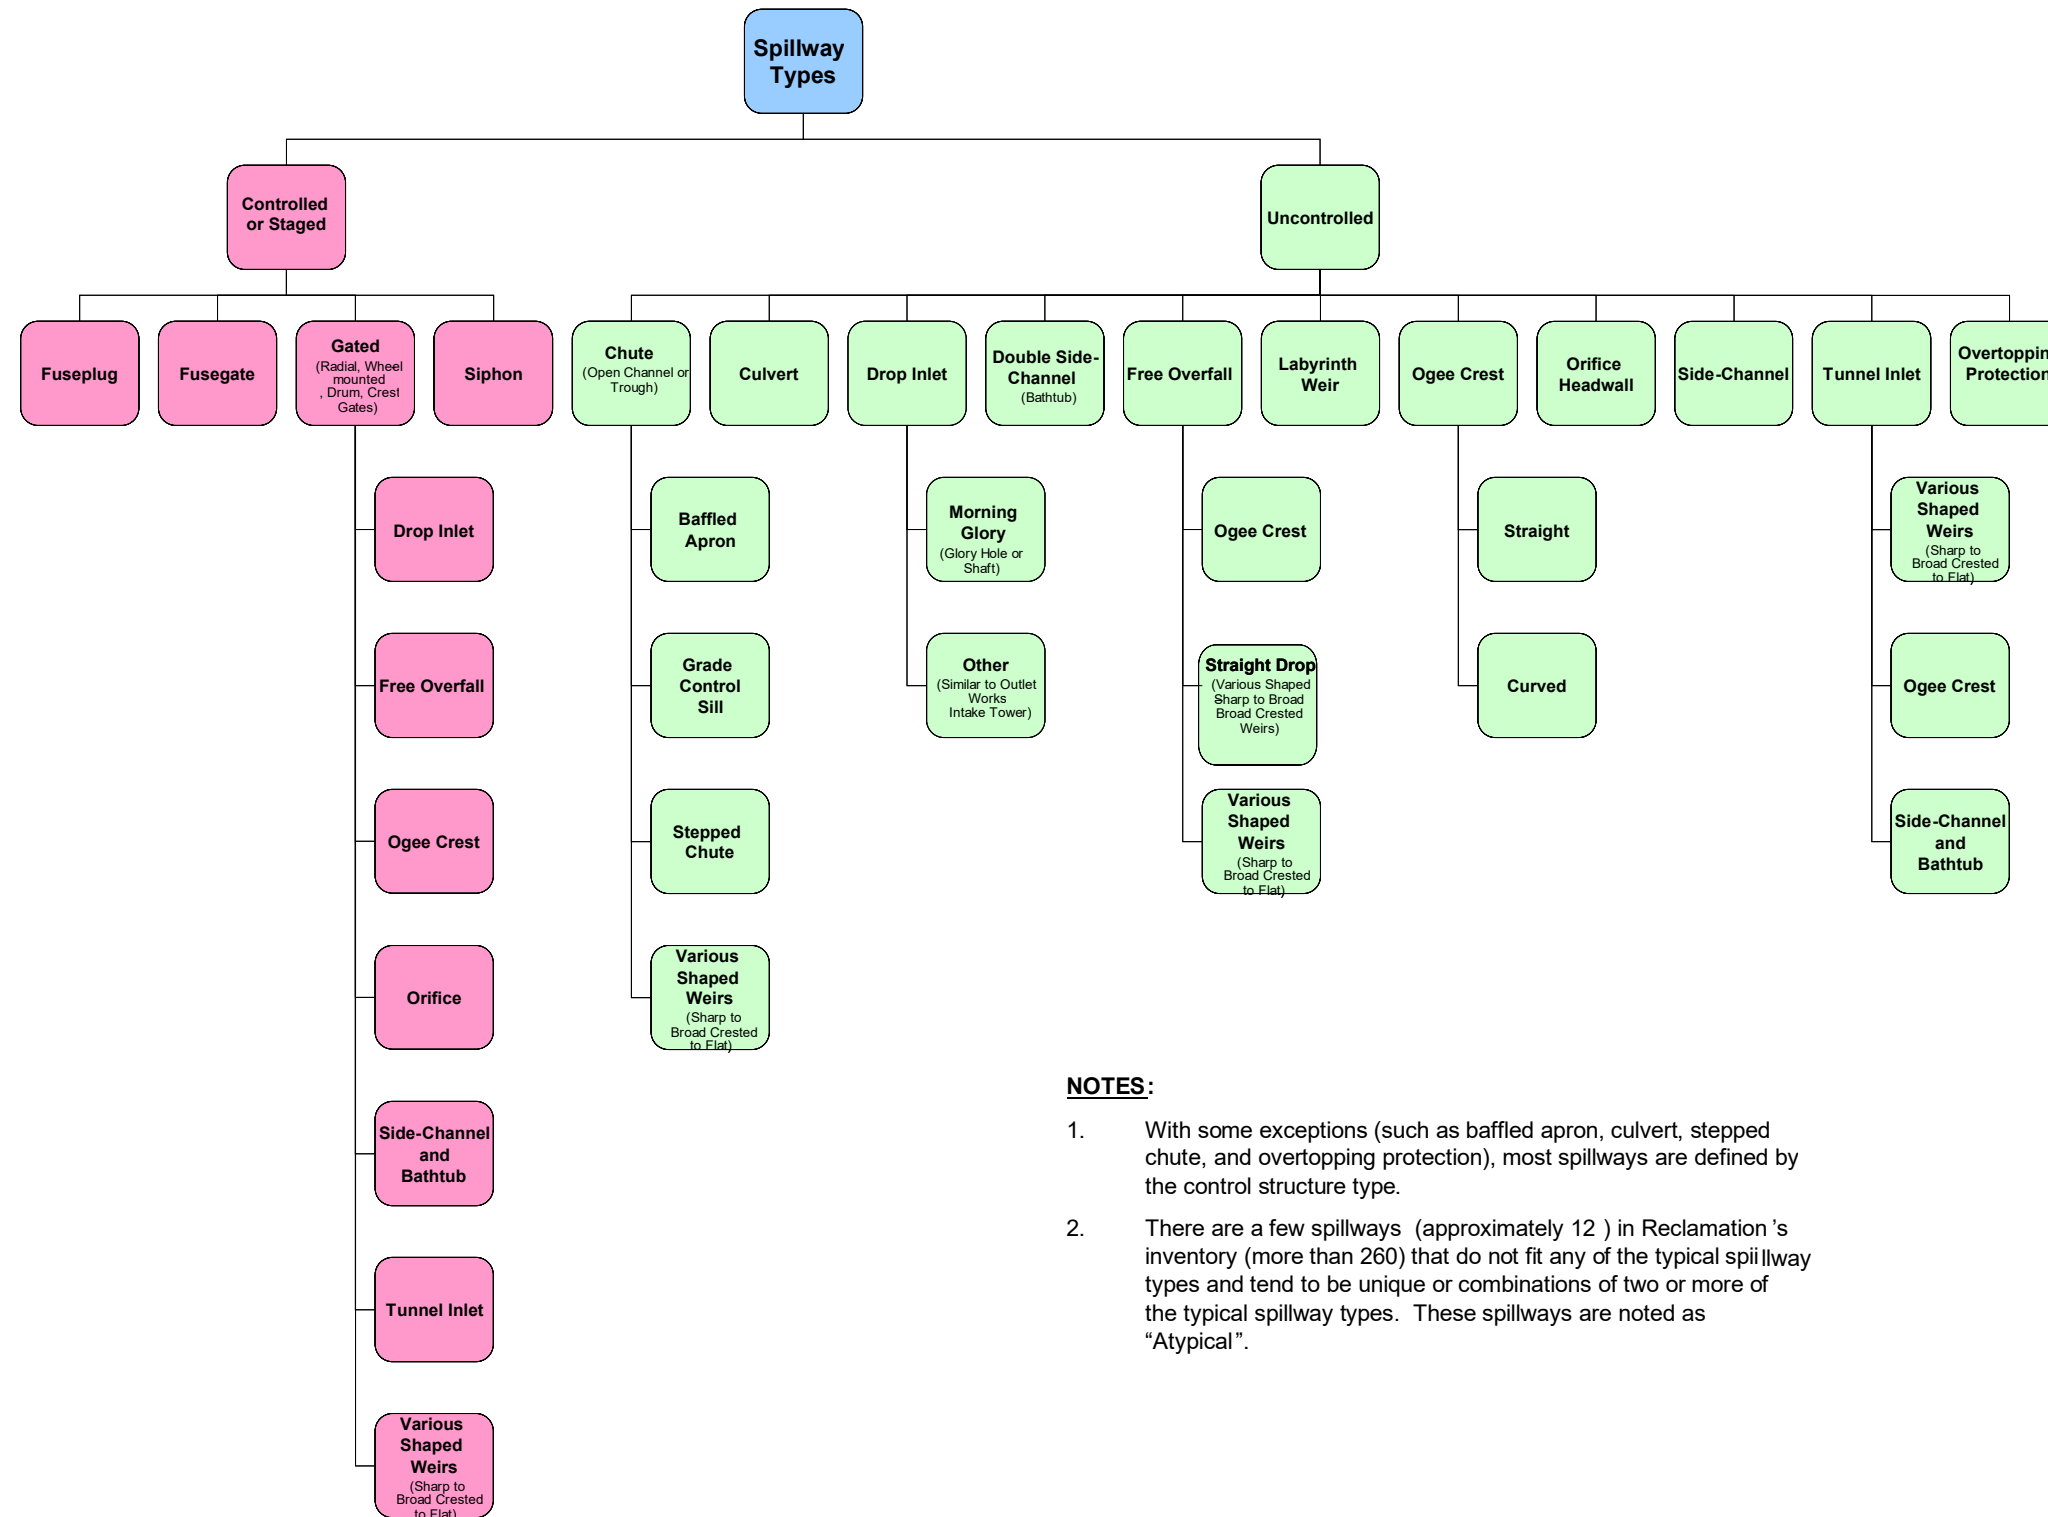 Spillway
Types
Controlled
or Staged
Uncontrolled
Fuseplug
Fusegate
Gated
(Radial, Wheel
mounted
, Drum, Crest
Gates)
Siphon
Chute
(Open Channel or
Trough)
Culvert
Drop Inlet
Double Side-
Channel
(Bathtub)
Free Overfall
Labyrinth
Weir
Ogee Crest
Orifice
Headwall
Side-Channel
Tunnel Inlet
Overtoppin
Protection
Drop Inlet
Free Overfall
Ogee Crest
Orifice
Side-Channel
and
Bathtub
Tunnel Inlet
Various
Shaped
Weirs
(Sharp to
Broad Crested
to Flat)
Baffled
Apron
Grade
Control
Sill
Stepped
Chute
Various
Shaped
Weirs
(Sharp to
Broad Crested
to Flat)
Morning
Glory
(Glory Hole or
Shaft)
Other
(Similar to Outlet
Works
Intake Tower)
Ogee Crest
Straight Drop
(Various Shaped
Sharp to Broad
Broad Crested
Weirs)
Various
Shaped
Weirs
(Sharp to
Broad Crested
to Flat)
Straight
Curved
Various
Shaped
Weirs
(Sharp to
Broad Crested
to Flat)
Ogee Crest
Side-Channel
and
Bathtub
NOTES:
1. With some exceptions (such as baffled apron, culvert, stepped
chute, and overtopping protection), most spillways are defined by
the control structure type.
2. There are a few spillways (approximately 12 ) in Reclamation’s
inventory (more than 260) that do not fit any of the typical spiillway
types and tend to be unique or combinations of two or more of
the typical spillway types. These spillways are noted as
“Atypical”.